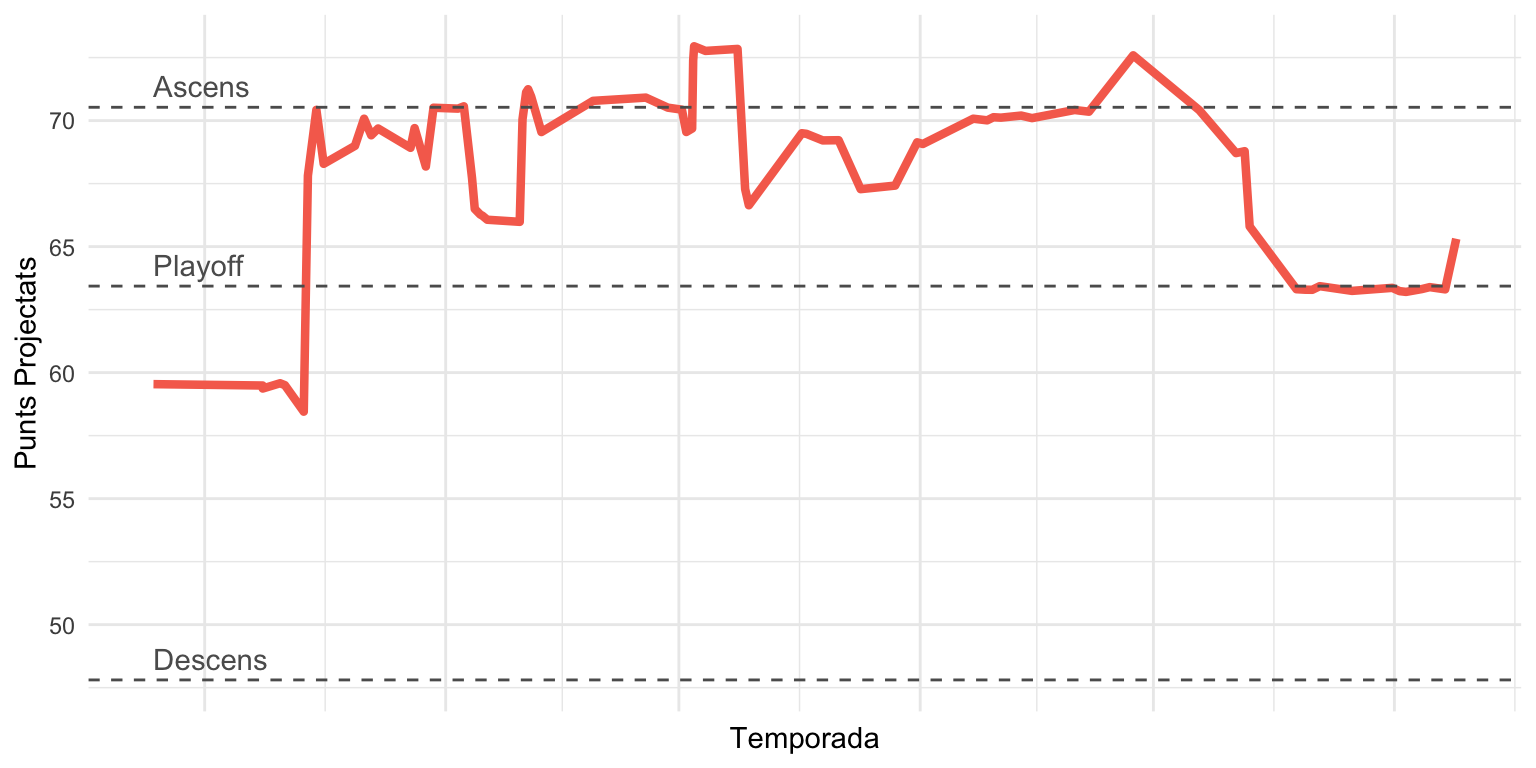 Ascens
70
65
Playoff
60
55
50
Descens
Punts Projectats
Temporada